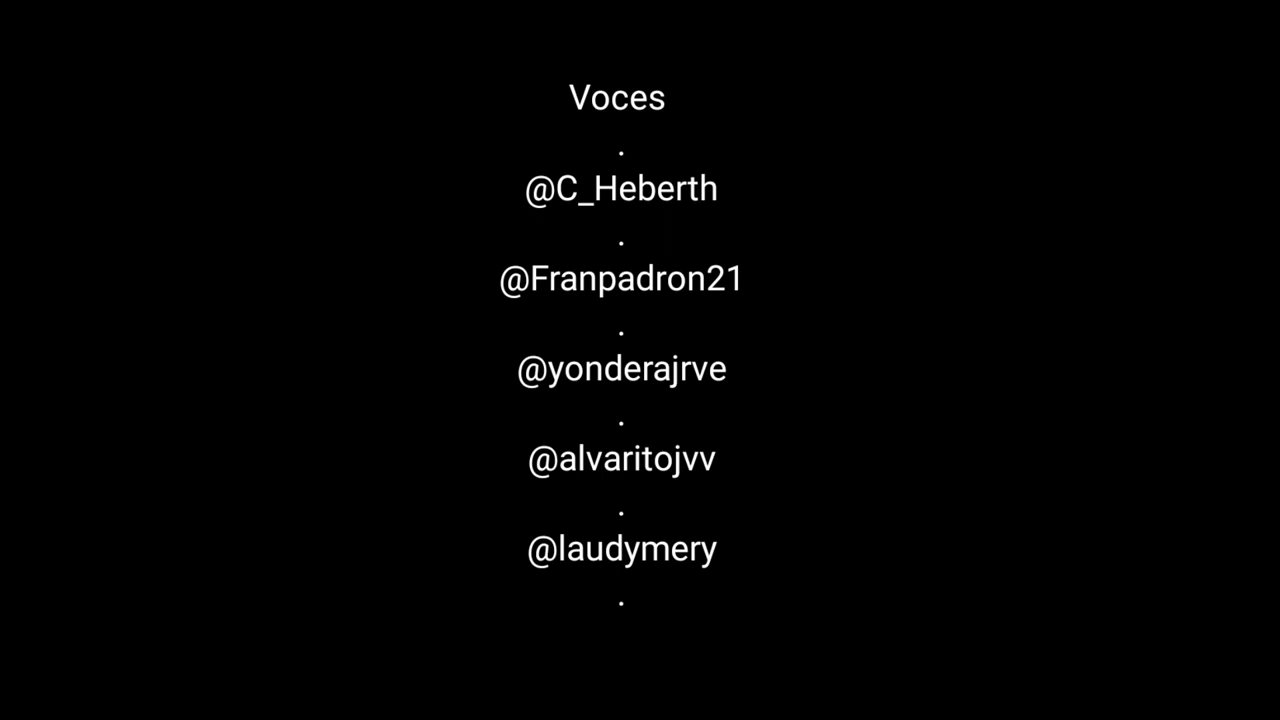 Voces
.
@C_Heberth
.
@Franpadron21
.
@yonderajrve
.
@alvaritojvv
.
@laudymery
.